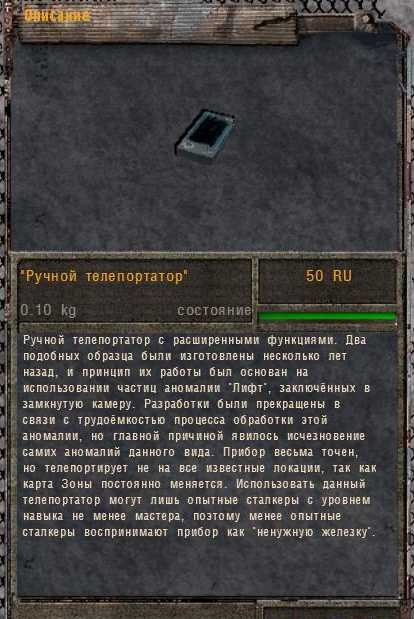 Описание
"Ручной телепортатор"
50 RU
0.10 kg
состояние
Ручной телепортатор с расширенными функциями. Два
подобных образца были изготовлены несколько лет
назад, и принцип их работы был основан на
использовании частиц аномалии "Лифт", заключённых в
замкнутую камеру. Разработки были прекращены в
связи с трудоёмкостью процесса обработки этой
аномалии, но главной причиной явилось исчезновение
самих аномалий данного вида. Прибор весьма точен,
но телепортирует не на все известные локации, так как
карта Зоны постоянно меняется. Использовать данный
телепортатор могут лишь опытные сталкеры с уровнем
навыка не менее мастера, поэтому менее опытные
сталкеры воспринимают прибор как "ненужную железку".